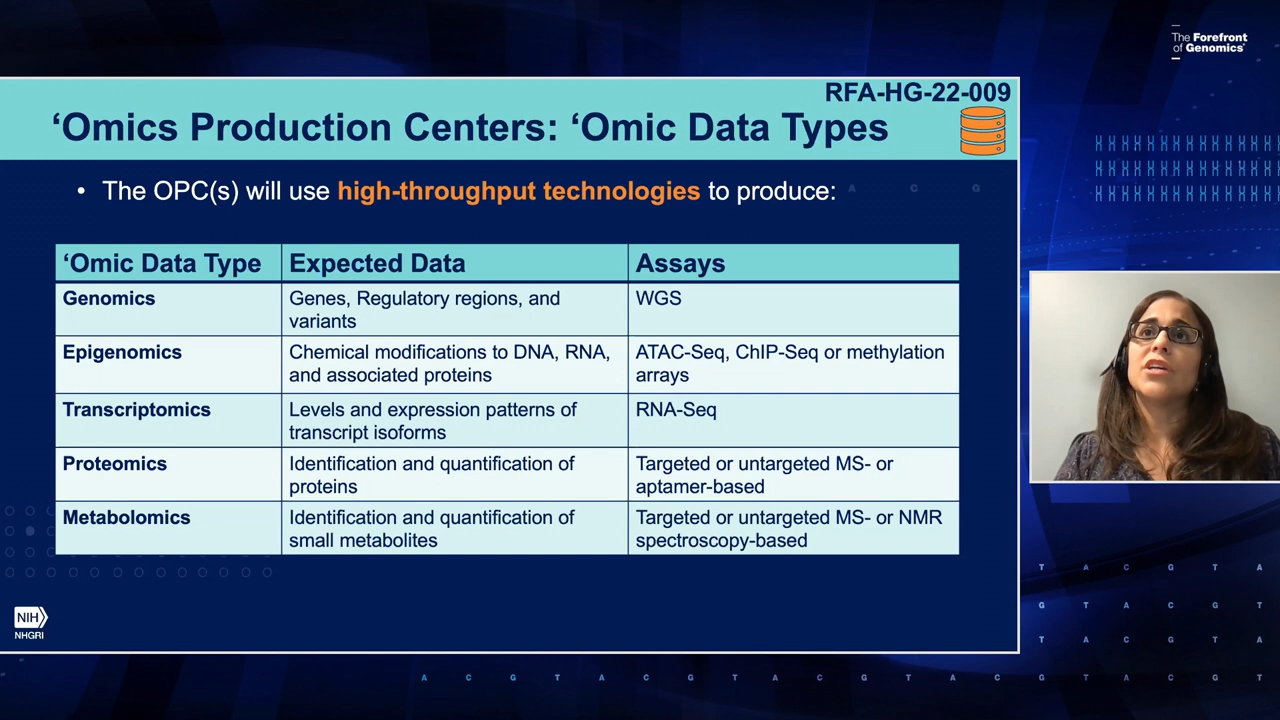 The Forefront
of Genomics®
RFA-HG-22-009
‘Omics Production Centers: ‘Omic Data Types
• The OPC(s) will use high-throughput technologies to produce:
A C G
‘Omic Data Type Expected Data Assays
Genomics Genes, Regulatory regions, and WGS
variants
Epigenomics Chemical modifications to DNA, RNA, ATAC-Seq, ChIP-Seq or methylation
and associated proteins arrays
Transcriptomics Levels and expression patterns of RNA-Seq
transcript isoforms
Proteomics Identification and quantification of Targeted or untargeted MS- or
proteins aptamer-based
Metabolomics Identification and quantification of Targeted or untargeted MS- or NMR
small metabolites spectroscopy-based
T A C G T A
G T A C G T
NIH
NHGRI
T A C G T A
A C G T A C G T A C G T A C G T A C G T